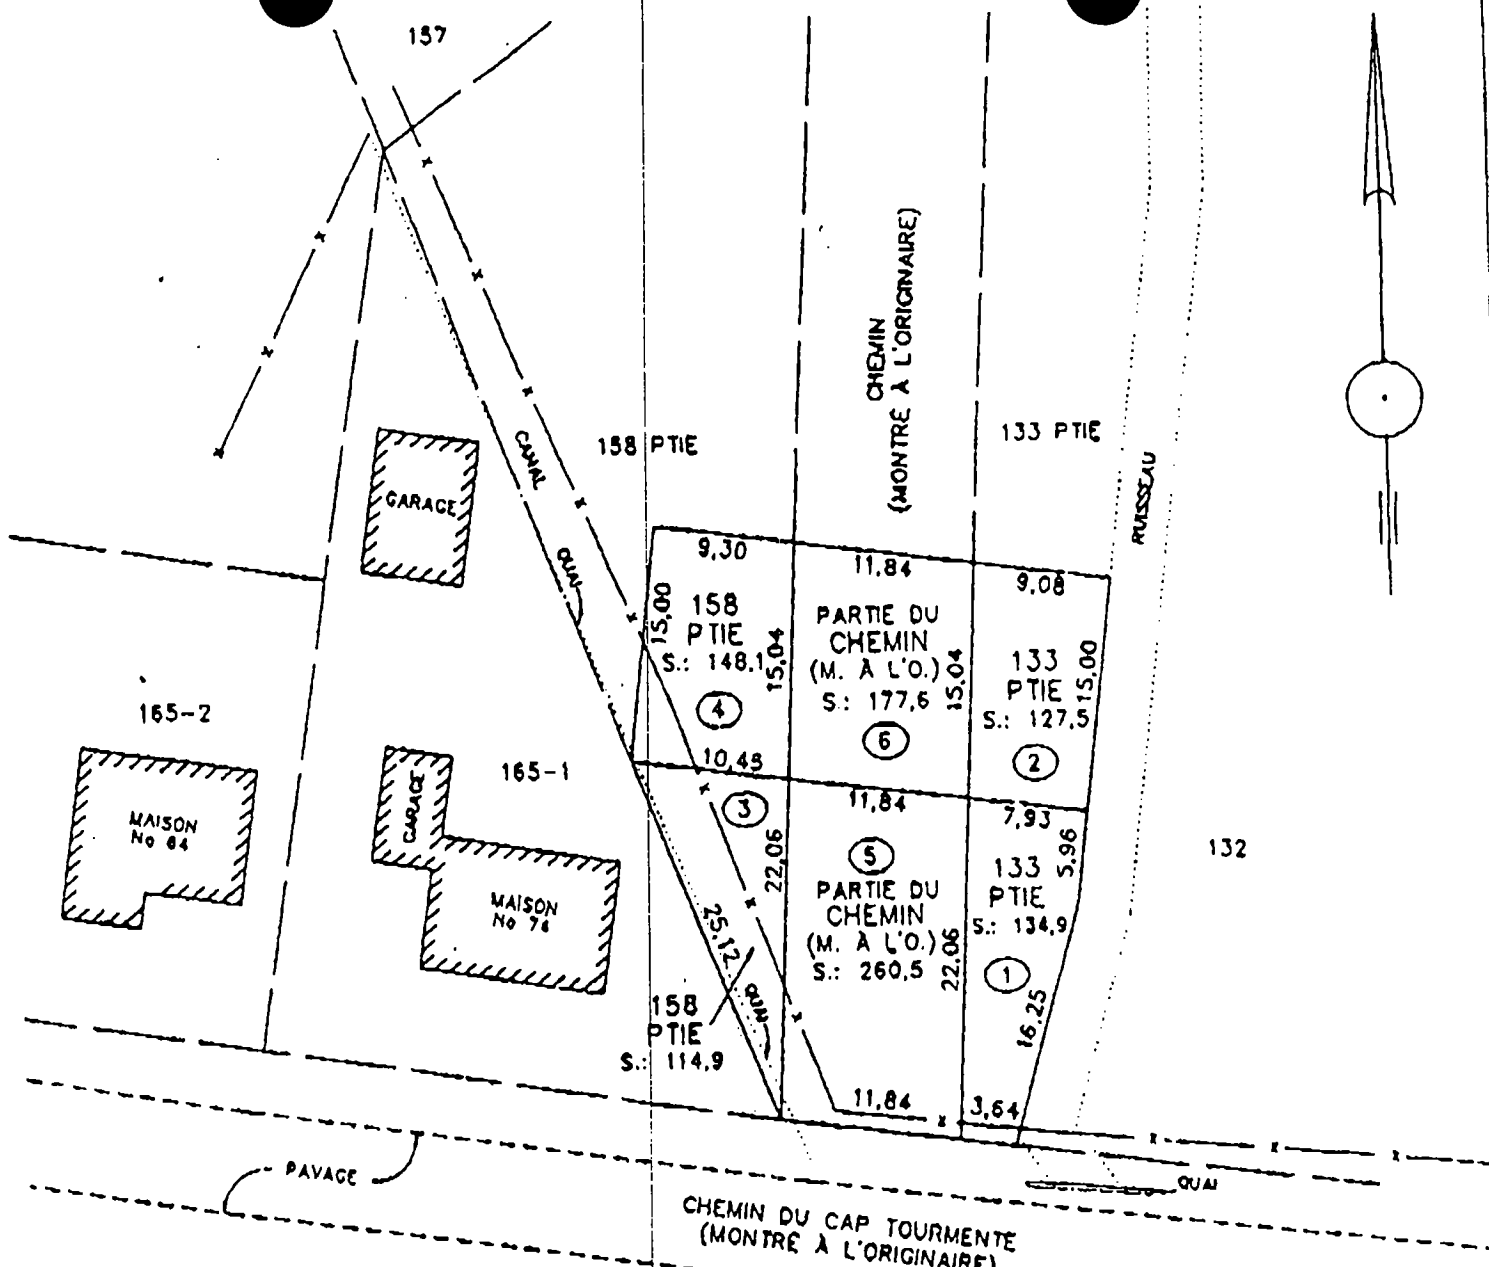 157
CHEMIN
(MONTRÉ À L'ORIGINAIRE)
158 PTIE
133 PTIE
RUISSEAU
CANAL
QUAI
GARAGE
9,30
11,84
9,08
15,00
158
PTIE
S.: 148,1
15,04
4
10,45
PARTIE DU
CHEMIN
(M. À L'O.)
S.: 177,6
6
15,04
133
PTIE
S.: 127,5
15,00
2
165-2
165-1
GARAGE
MAISON
No 64
MAISON
No 74
3
22,06
25,12
158
PTIE
S.: 114,9
QUAI
11,84
5
PARTIE DU
CHEMIN
(M. À L'O.)
S.: 260,5
22,06
7,93
5,96
133
PTIE
S.: 134,9
1
16,25
132
11,84
3,64
PAVAGE
QUAI
CHEMIN DU CAP TOURMENTE
(MONTRÉ À L'ORIGINAIRE)